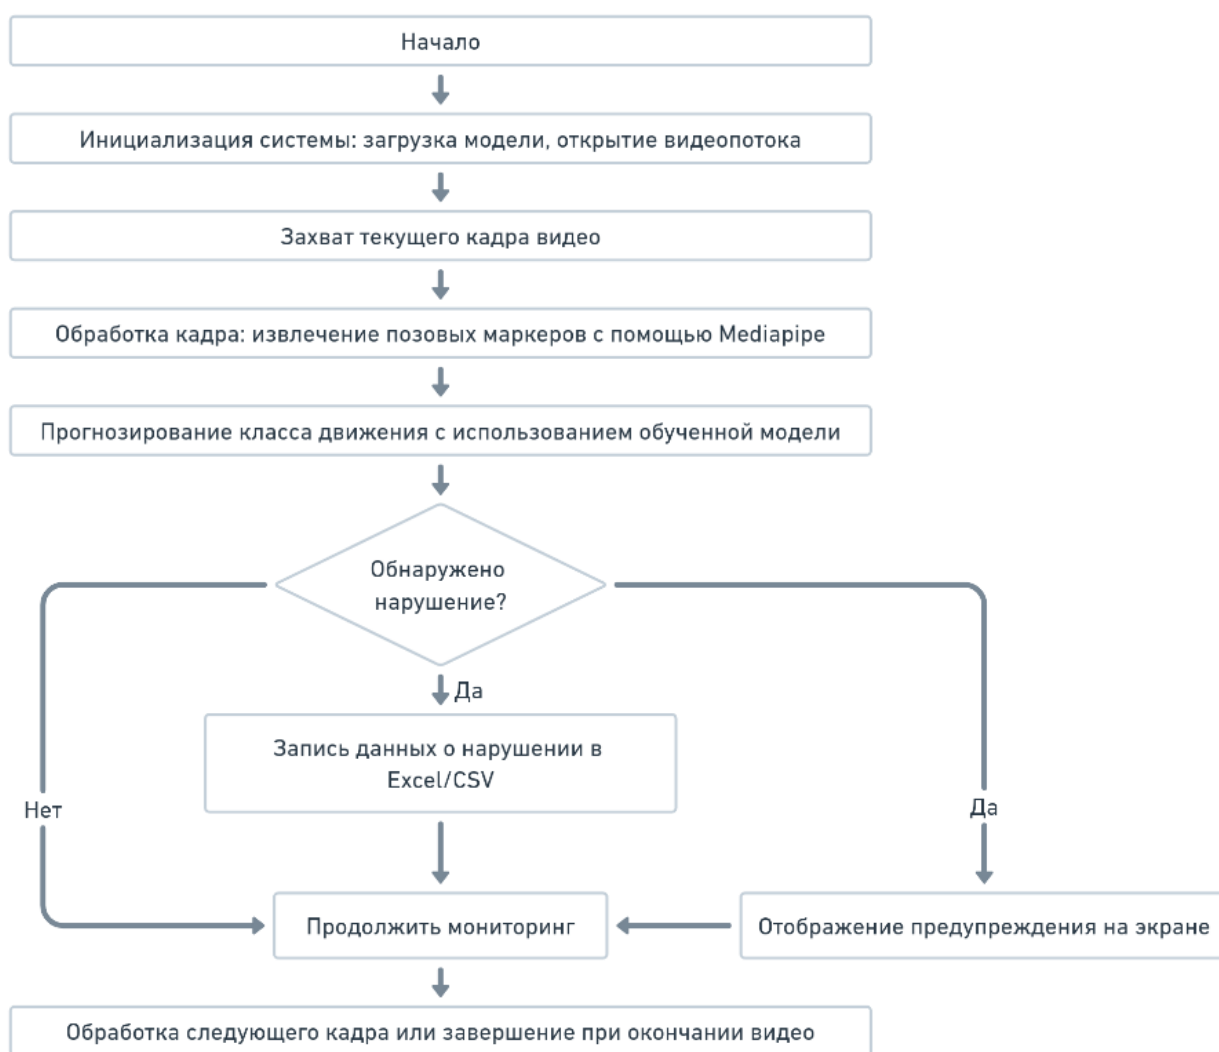 Начало
Инициализация системы: загрузка модели, открытие видеопотока
Захват текущего кадра видео
Обработка кадра: извлечение позовых маркеров с помощью Mediapipe
Прогнозирование класса движения с использованием обученной модели
Обнаружено
нарушение?
Да
Запись данных о нарушении в
Excel/CSV
Нет
Да
Продолжить мониторинг
Отображение предупреждения на экране
Обработка следующего кадра или завершение при окончании видео